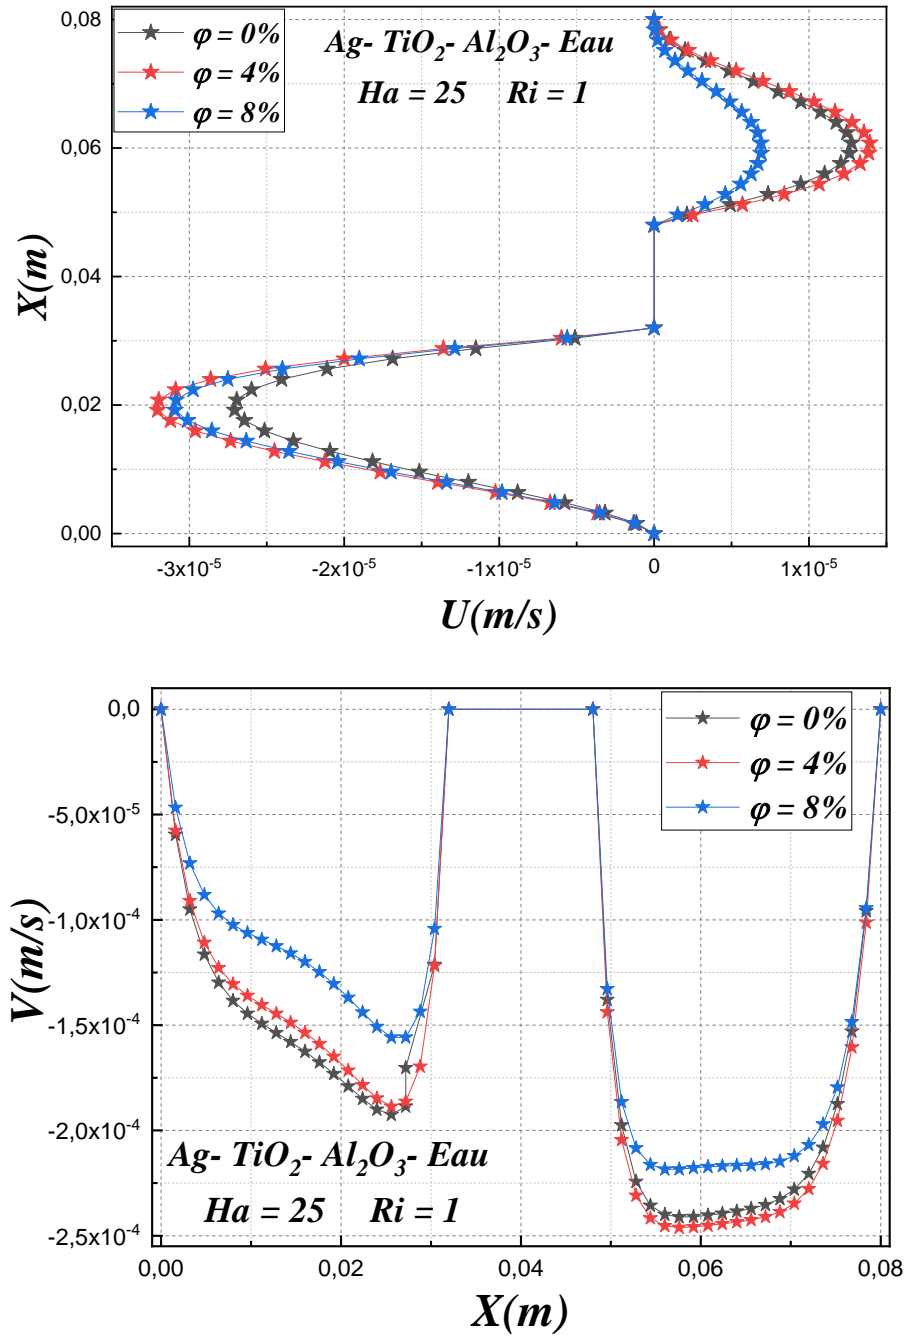 φ = 0%
φ = 4%
φ = 8%
Ag- TiO₂- Al₂O₃- Eau
Ha = 25 Ri = 1
0,08
0,06
0,04
0,02
0,00
X(m)
-3x10⁻⁵ -2x10⁻⁵ -1x10⁻⁵ 0 1x10⁻⁵
U(m/s)
0,0
-5,0x10⁻⁵
-1,0x10⁻⁴
-1,5x10⁻⁴
-2,0x10⁻⁴
-2,5x10⁻⁴
V(m/s)
φ = 0%
φ = 4%
φ = 8%
Ag- TiO₂- Al₂O₃- Eau
Ha = 25 Ri = 1
0,00 0,02 0,04 0,06 0,08
X(m)